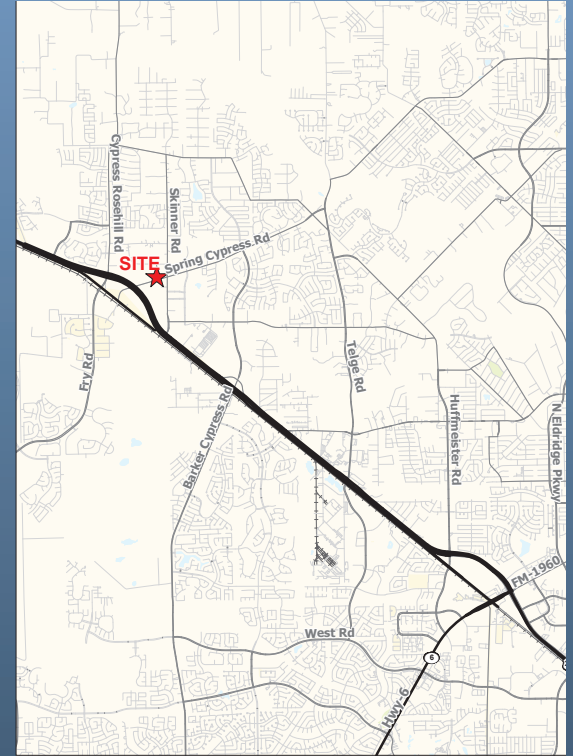 Cypress Rosehill Rd
Skinner Rd
Spring Cypress Rd
SITE
Fry Rd
Telge Rd
Barker Cypress Rd
Huffmeister Rd
N Eldridge Pkwy
FM-1960
West Rd
6
Hwy-6